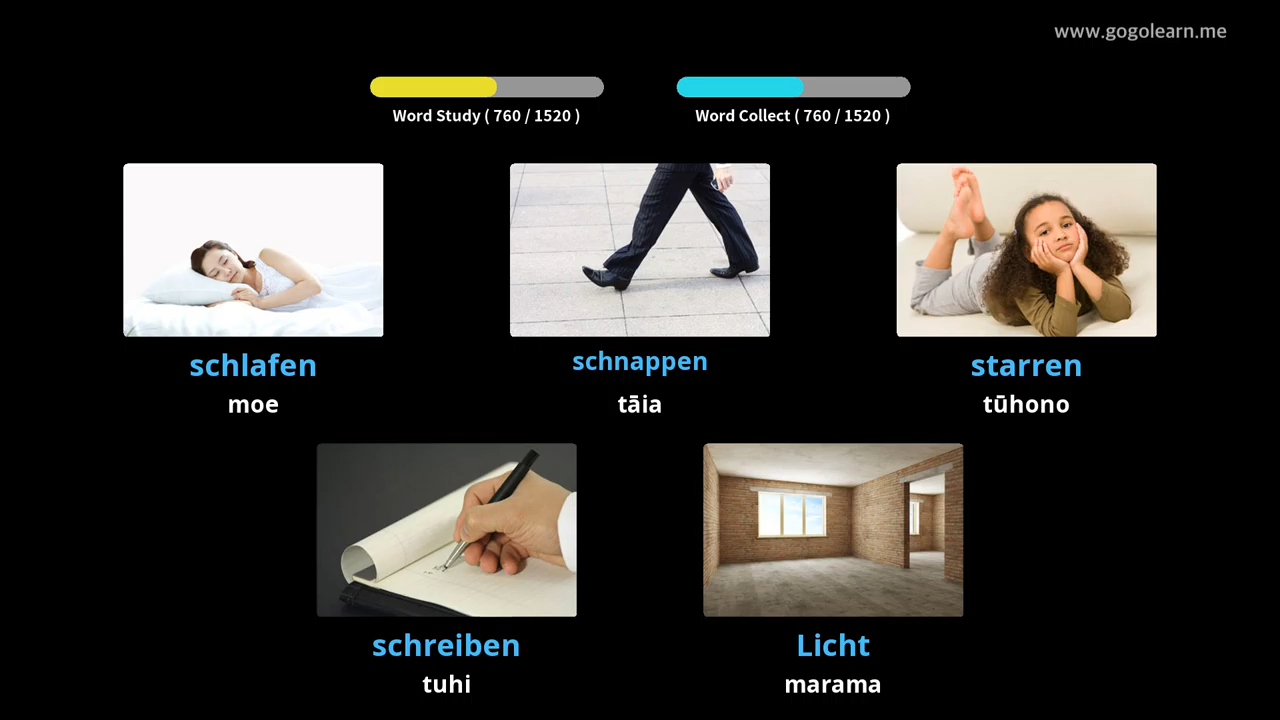 www.gogolearn.me
Word Study ( 760 / 1520 )
Word Collect ( 760 / 1520 )
schlafen
moe
schnappen
tāia
starren
tūhono
schreiben
tuhi
Licht
marama